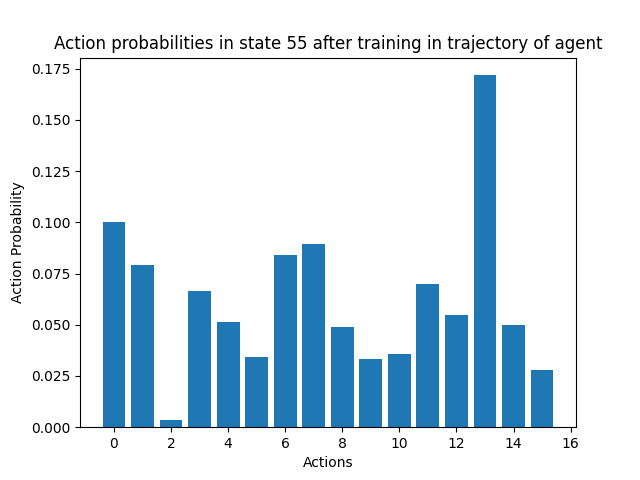 Action probabilities in state 55 after training in trajectory of agent
0.175
0.150
0.125
0.100
0.075
0.050
0.025
0.000
Action Probability
0 2 4 6 8 10 12 14 16
Actions